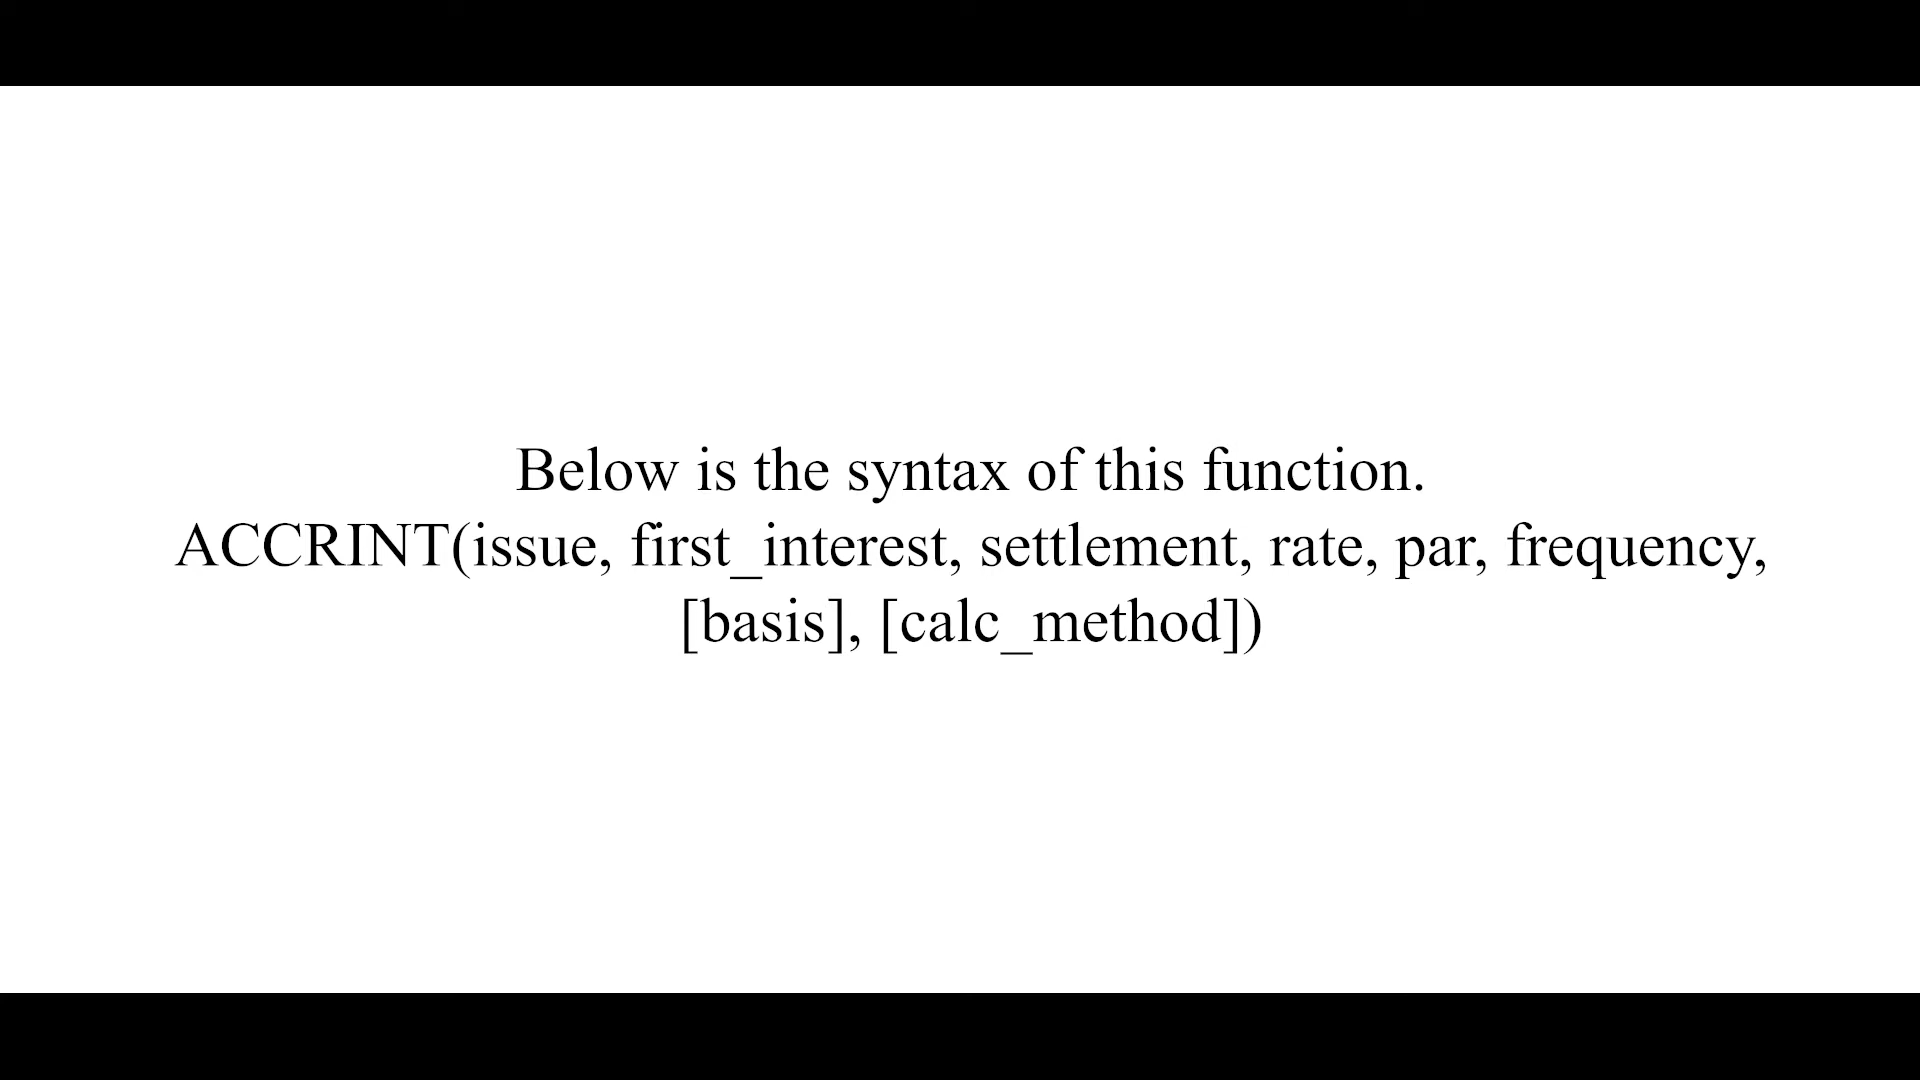 Below is the syntax of this function.
ACCRINT(issue, first_interest, settlement, rate, par, frequency,
[basis], [calc_method])